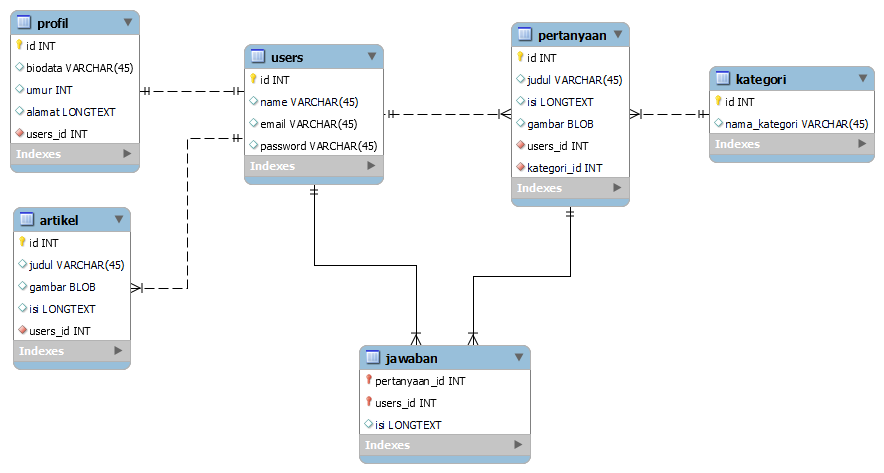 profil
id INT
biodata VARCHAR(45)
umur INT
alamat LONGTEXT
users_id INT
Indexes
users
id INT
name VARCHAR(45)
email VARCHAR(45)
password VARCHAR(45)
Indexes
pertanyaan
id INT
judul VARCHAR(45)
isi LONGTEXT
gambar BLOB
users_id INT
kategori_id INT
Indexes
kategori
id INT
nama_kategori VARCHAR(45)
Indexes
artikel
id INT
judul VARCHAR(45)
gambar BLOB
isi LONGTEXT
users_id INT
Indexes
jawaban
pertanyaan_id INT
users_id INT
isi LONGTEXT
Indexes